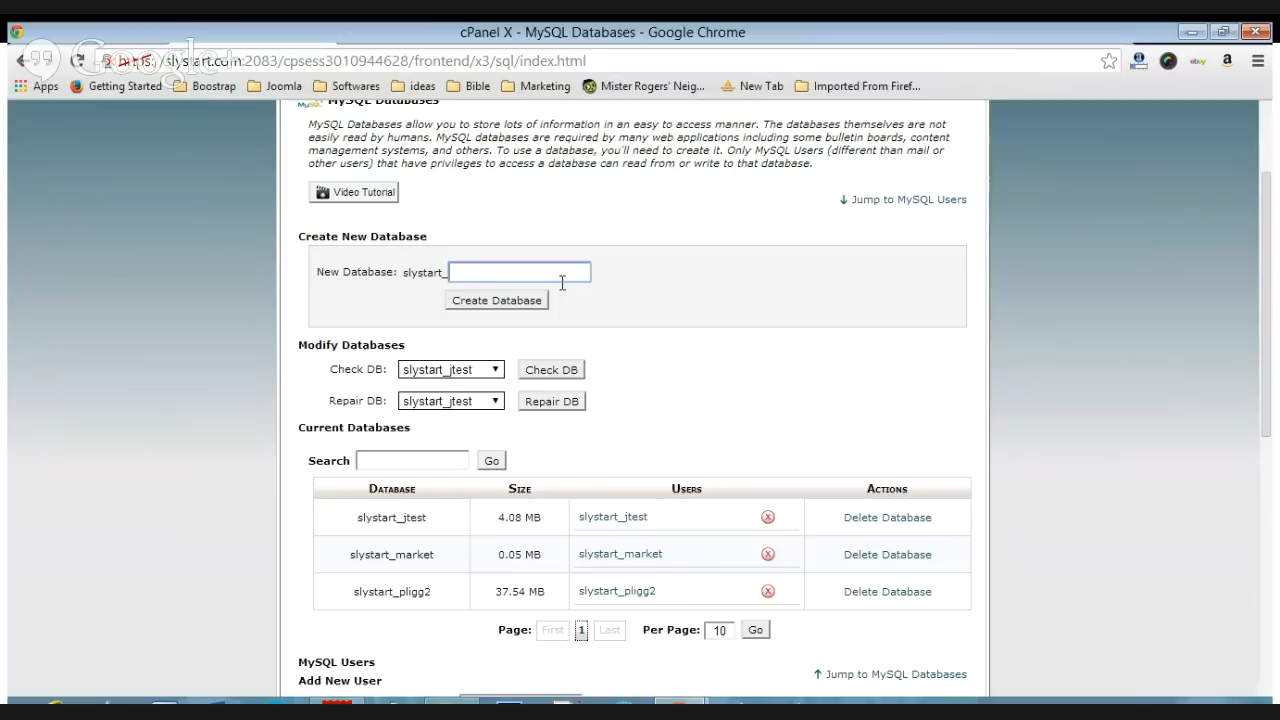 cPanel X - MySQL Databases - Google Chrome
Google+
https://slystart.com:2083/cpsess3010944628/frontend/x3/sql/index.html
Apps Getting Started Boostrap Joomla Softwares ideas Bible Marketing Mister Rogers' Neig... New Tab Imported From Firef...
MySQL Databases
MySQL Databases allow you to store lots of information in an easy to access manner. The databases themselves are not
easily read by humans. MySQL databases are required by many web applications including some bulletin boards, content
management systems, and others. To use a database, you'll need to create it. Only MySQL Users (different than mail or
other users) that have privileges to access a database can read from or write to that database.
Video Tutorial
Jump to MySQL Users
Create New Database
New Database: slystart_
Create Database
Modify Databases
Check DB: slystart_jtest Check DB
Repair DB: slystart_jtest Repair DB
Current Databases
Search Go
Database Size Users Actions
slystart_jtest 4.08 MB slystart_jtest Delete Database
slystart_market 0.05 MB slystart_market Delete Database
slystart_pligg2 37.54 MB slystart_pligg2 Delete Database
Page: First 1 Last Per Page: 10 Go
MySQL Users
Jump to MySQL Databases
Add New User